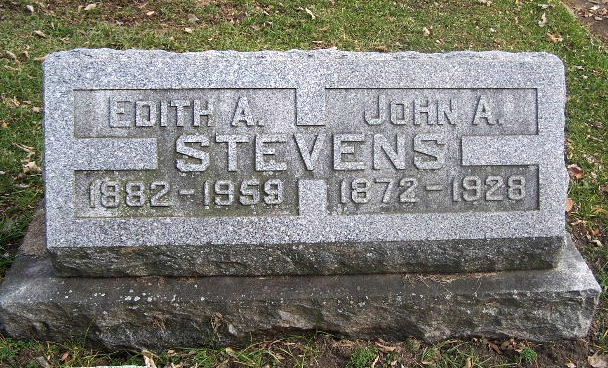 EDITH A. JOHN A.
STEVENS
1882-1959 1872-1928